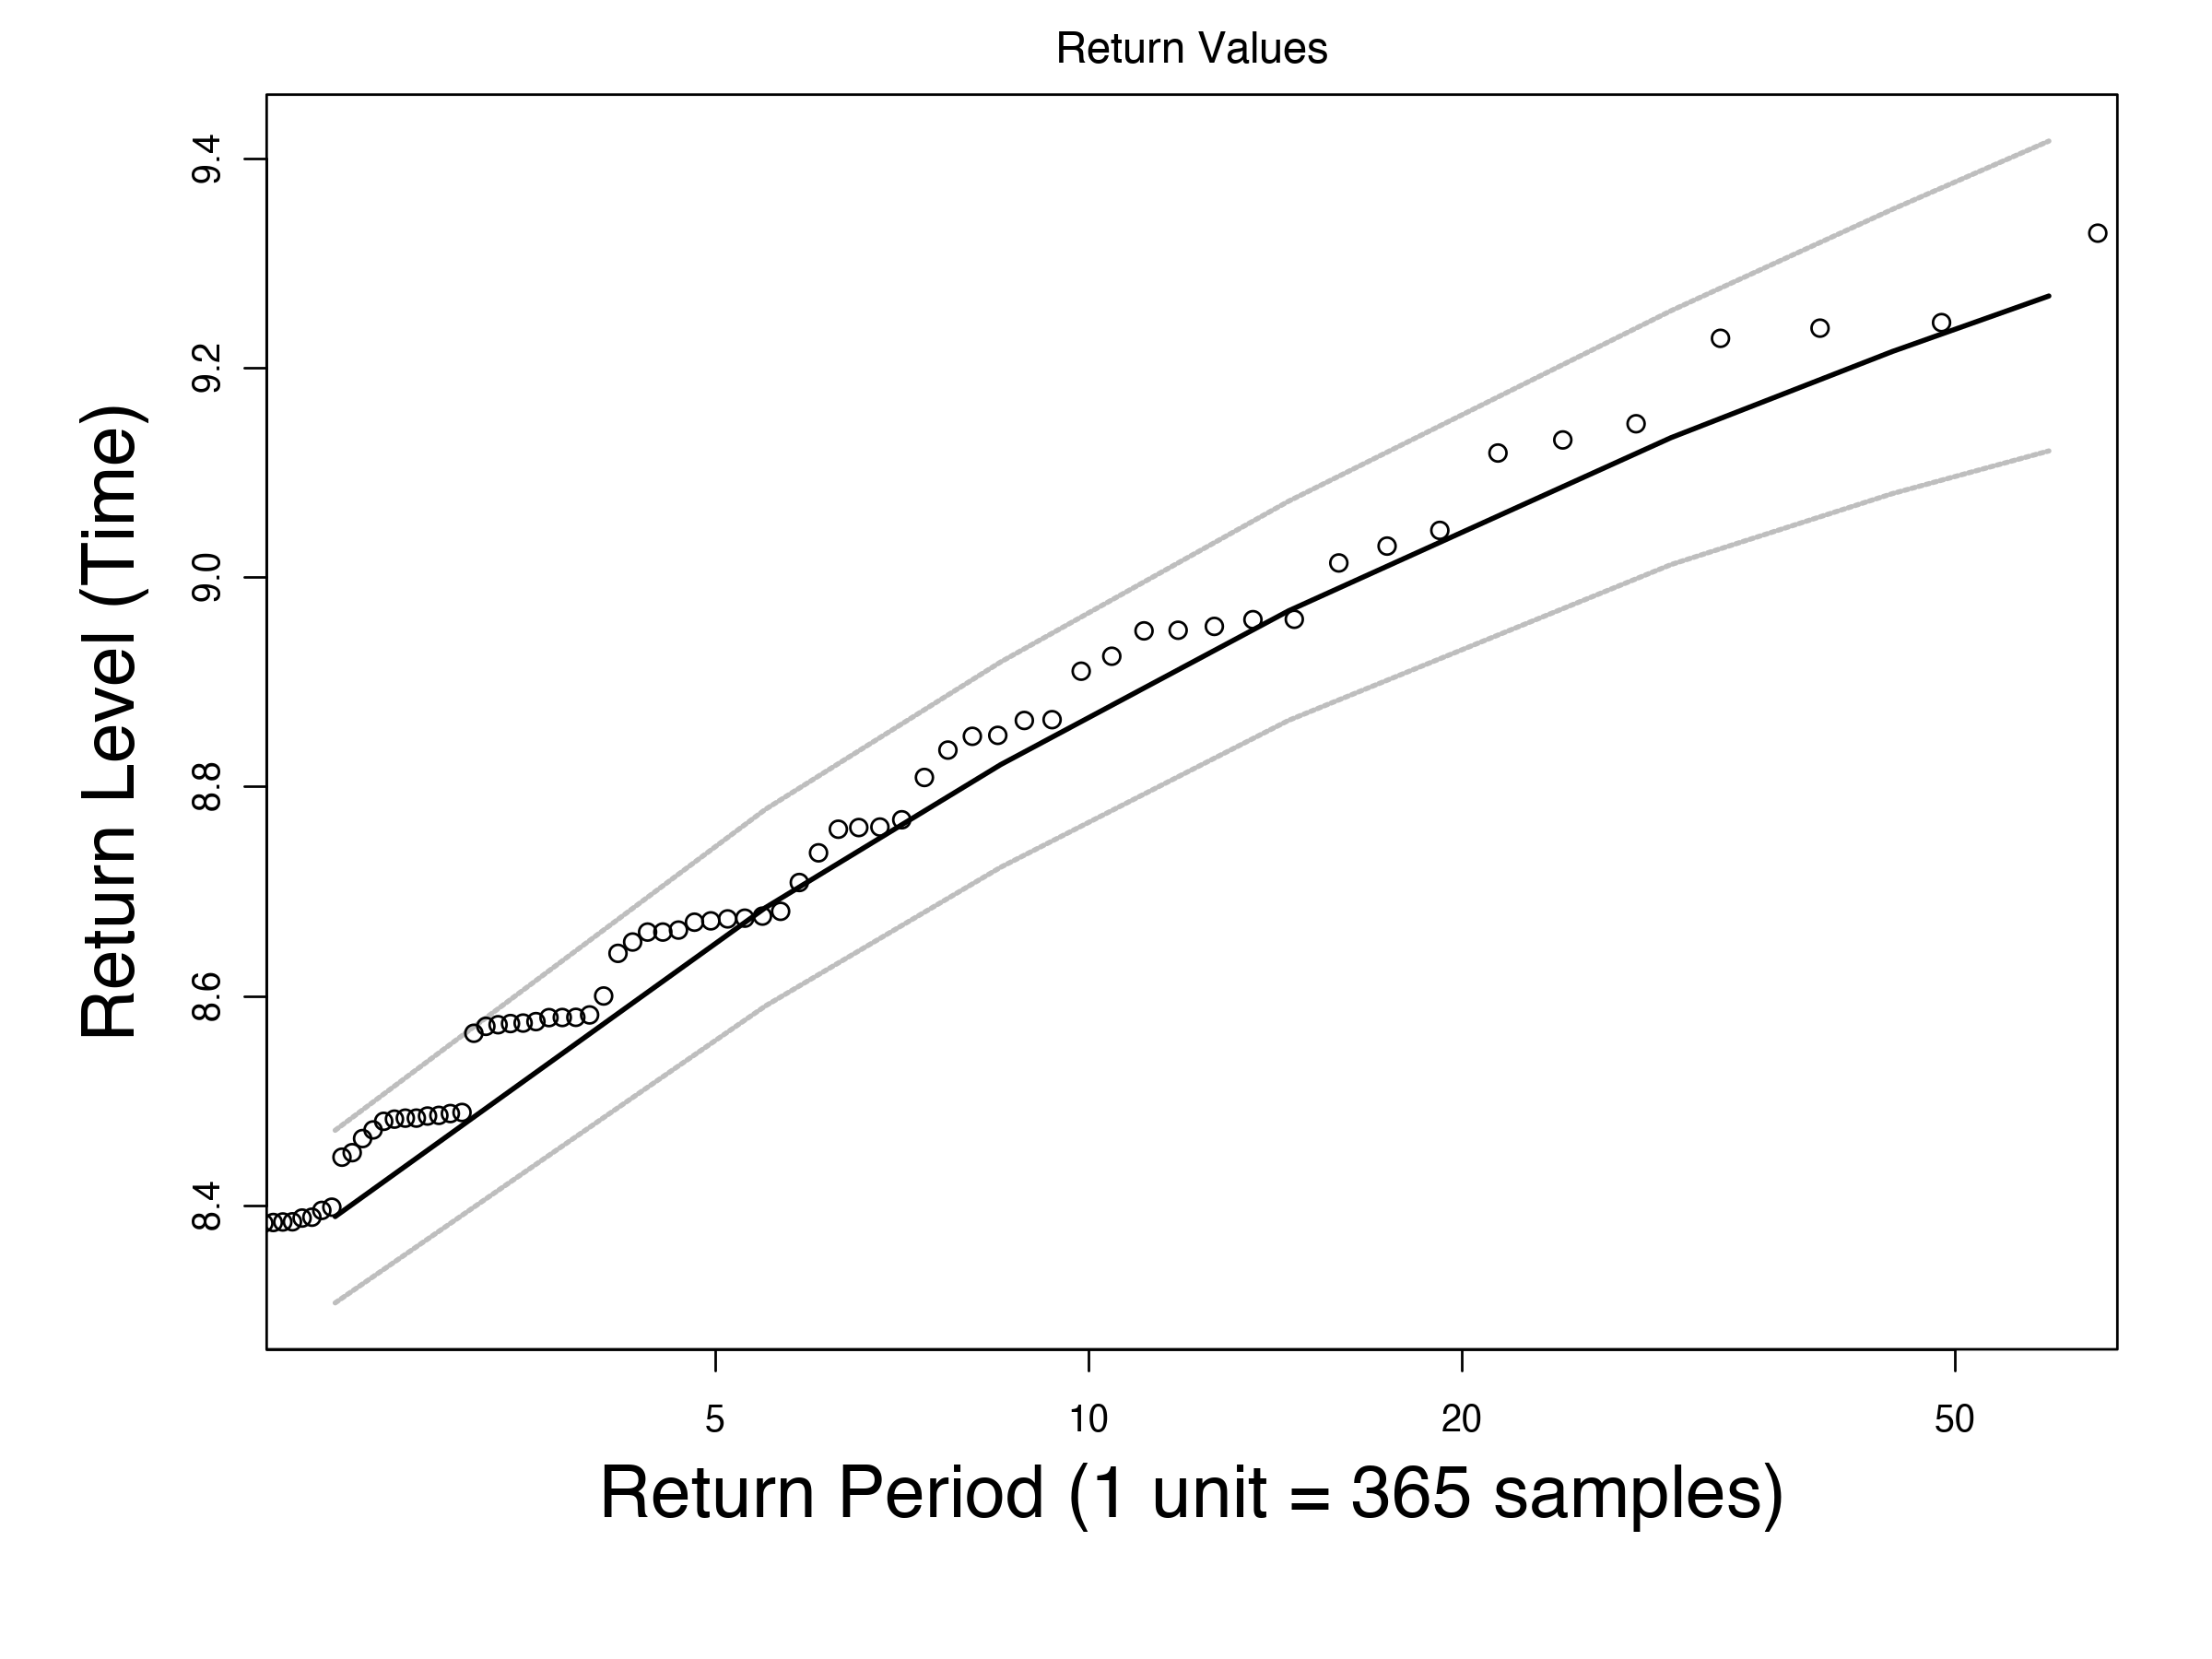 Return Values
Return Level (Time)
9.4
9.2
9.0
8.8
8.6
8.4
5 10 20 50
Return Period (1 unit = 365 samples)